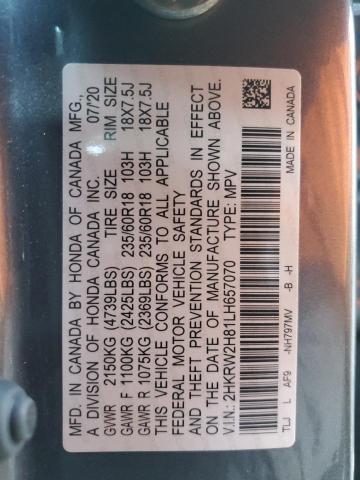 MFD. IN CANADA BY HONDA OF CANADA MFG.,
A DIVISION OF HONDA CANADA INC. 07/20
GVWR 2150KG (4739LBS) TIRE SIZE RIM SIZE
GAWR F 1100KG (2425LBS) 235/60R18 103H 18X7.5J
GAWR R 1075KG (2369LBS) 235/60R18 103H 18X7.5J
THIS VEHICLE CONFORMS TO ALL APPLICABLE
FEDERAL MOTOR VEHICLE SAFETY
AND THEFT PREVENTION STANDARDS IN EFFECT
ON THE DATE OF MANUFACTURE SHOWN ABOVE.
V.I.N.: 2HKRW2H81LH657070 TYPE: MPV
TLJ L AF9 -NH797MV -B -H MADE IN CANADA